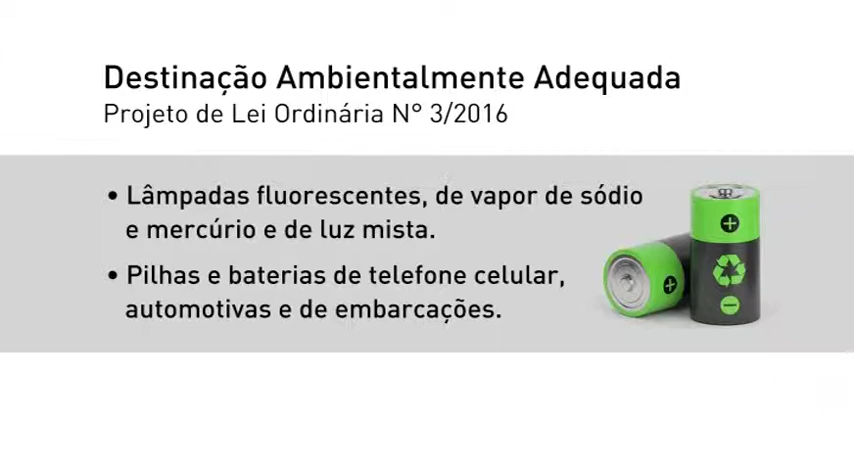 Destinação Ambientalmente Adequada
Projeto de Lei Ordinária N° 3/2016
• Lâmpadas fluorescentes, de vapor de sódio
e mercúrio e de luz mista.
• Pilhas e baterias de telefone celular,
automotivas e de embarcações.